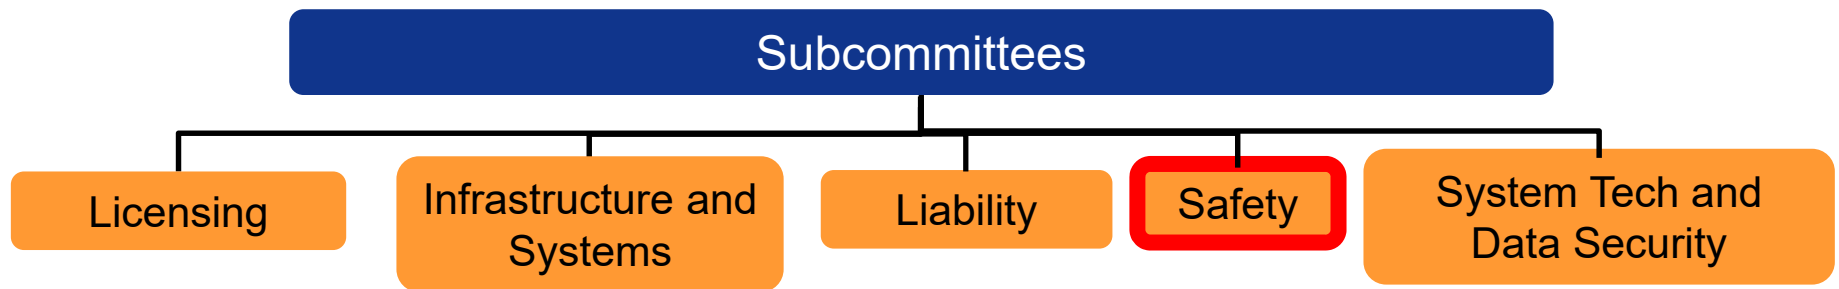 Subcommittees
Licensing
Infrastructure and
Systems
Liability
Safety
System Tech and
Data Security